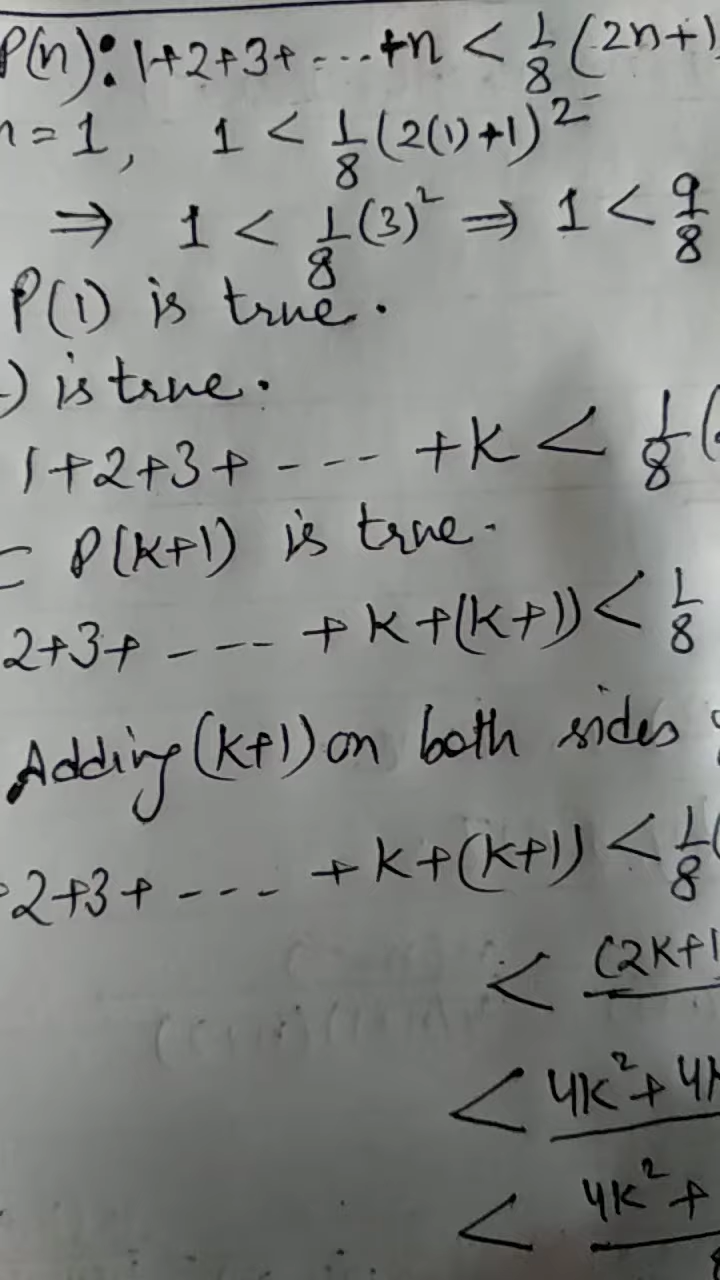 P(n): 1+2+3+ ... +n < 1/8 (2n+1)
n = 1, 1 < 1/8 (2(1)+1)²
⇒ 1 < 1/8 (3)² ⇒ 1 < 9/8
P(1) is true.
) is true.
1+2+3+ ---- +k < 1/8 (
P(k+1) is true.
2+3+ ---- +k+(k+1) < 1/8
Adding (k+1) on both sides
2+3+ ---- +k+(k+1) < 1/8 (
< (2k+1
< 4k²+4k
< 4k²+